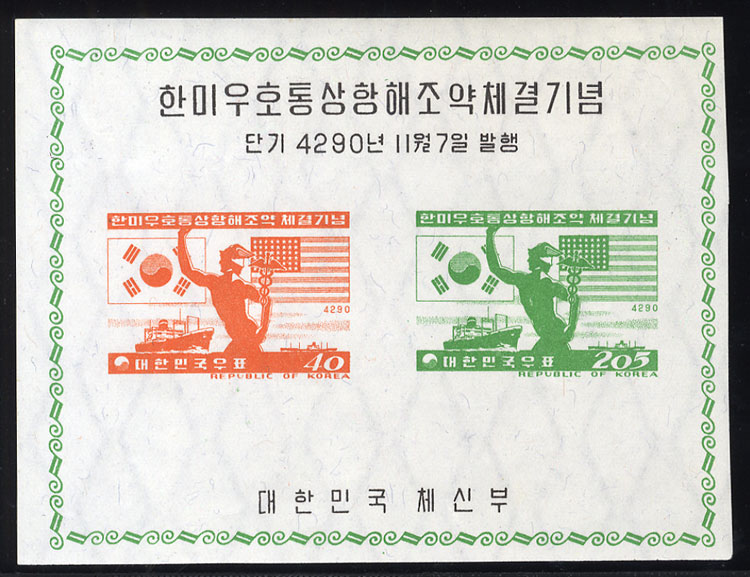 한미우호통상항해조약체결기념
단기 4290년 11월 7일 발행
한미우호통상항해조약 체결기념
4290
대한민국우표 40
REPUBLIC OF KOREA
한미우호통상항해조약 체결기념
4290
대한민국우표 205
REPUBLIC OF KOREA
대한민국 체신부